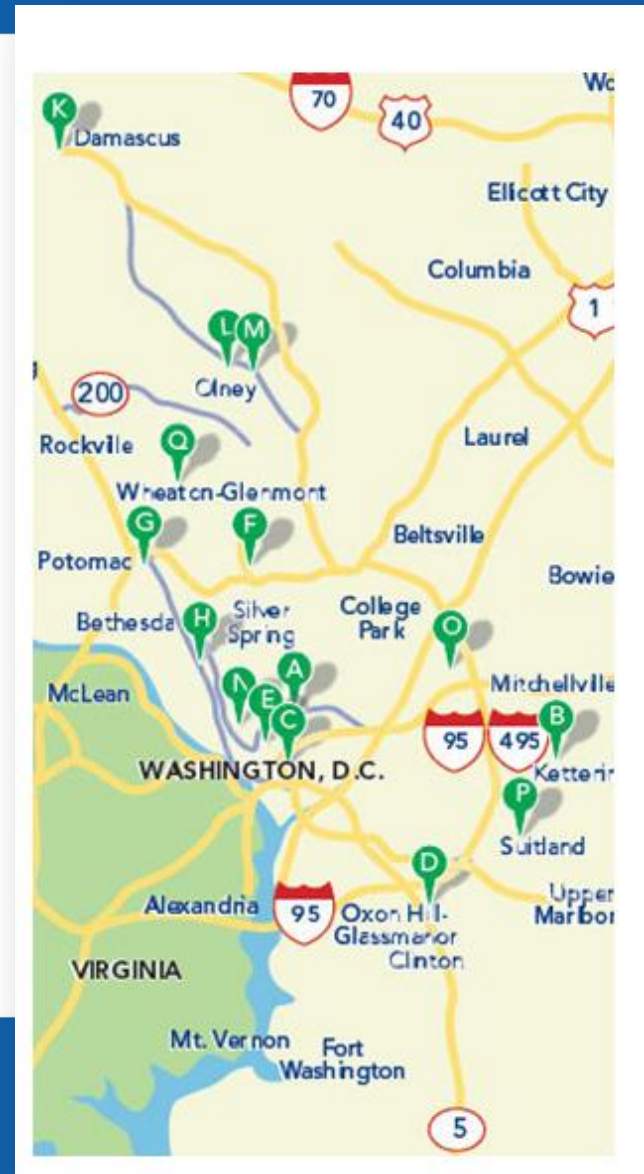 70
Wo
40
K
Damascus
Ellicott City
Columbia
1
L M
Olney
200
Rockville
Q
Laurel
Wheaton-Glenmont
G
F
Beltsville
Potomac
Bowie
Bethesda
H
Silver
Spring
College
Park
O
McLean
N
E
A
C
Mitchellville
95
495
B
WASHINGTON, D.C.
Ketterin
P
Suitland
D
Alexandria
95
Oxon Hill-
Glassmanor
Clinton
Upper
Marlbor
VIRGINIA
Mt. Vernon
Fort
Washington
5